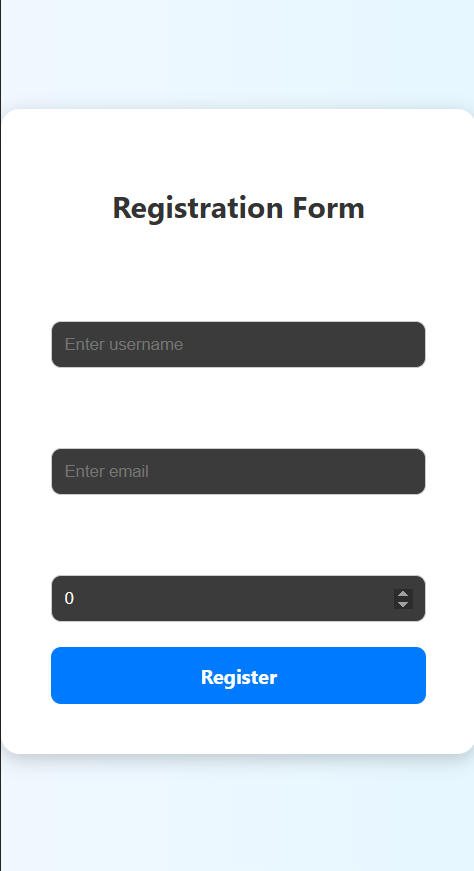 Registration Form
Enter username
Enter email
0
Register